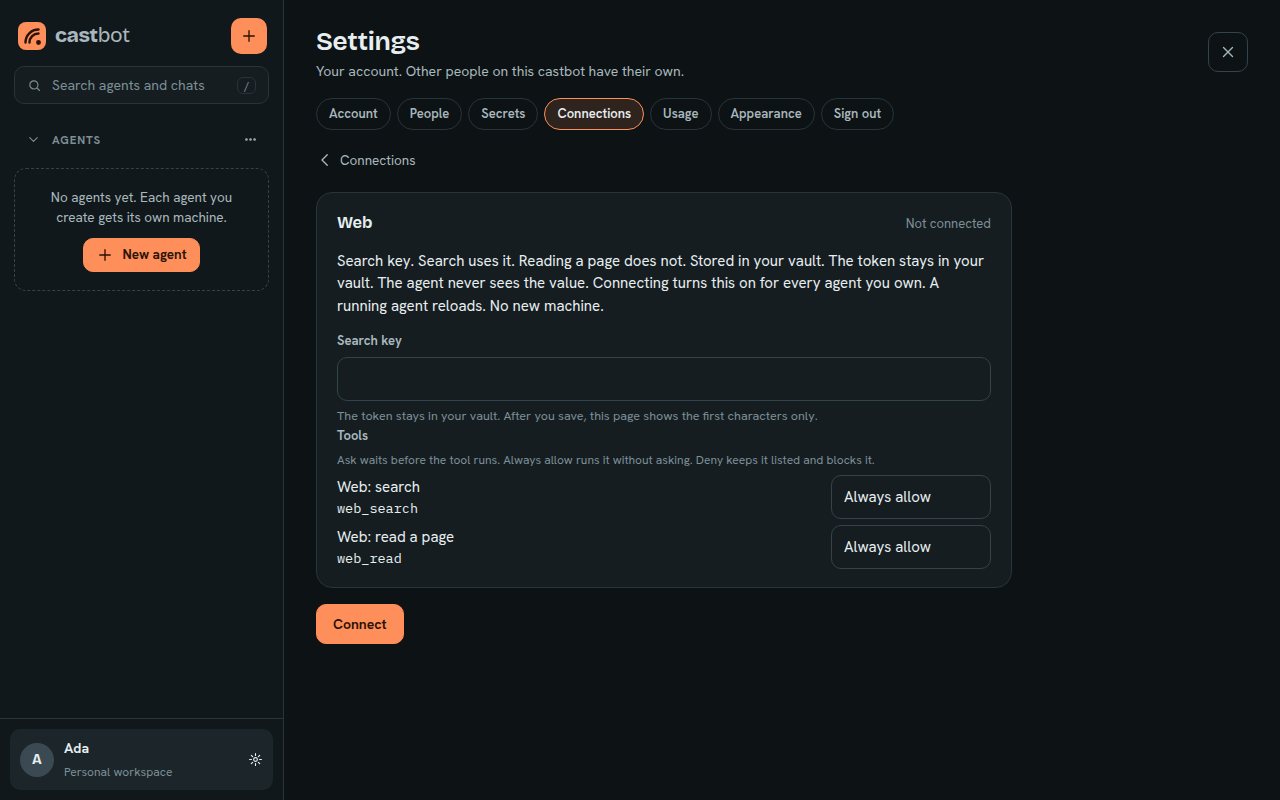 castbot
Search agents and chats
/
AGENTS
No agents yet. Each agent you
create gets its own machine.
New agent
A
Ada
Personal workspace
Settings
Your account. Other people on this castbot have their own.
Account
People
Secrets
Connections
Usage
Appearance
Sign out
Connections
Web
Not connected
Search key. Search uses it. Reading a page does not. Stored in your vault. The token stays in your
vault. The agent never sees the value. Connecting turns this on for every agent you own. A
running agent reloads. No new machine.
Search key
The token stays in your vault. After you save, this page shows the first characters only.
Tools
Ask waits before the tool runs. Always allow runs it without asking. Deny keeps it listed and blocks it.
Web: search
web_search
Always allow
Web: read a page
web_read
Always allow
Connect